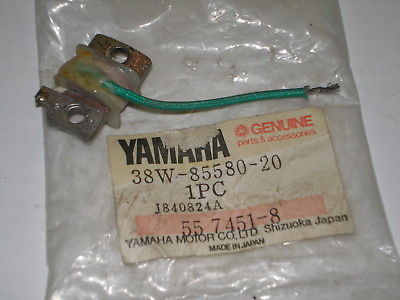 YAMAHA GENUINE
parts & accessories
38W-85580-20
1PC
J840824A
55 7451-8
YAMAHA MOTOR CO., LTD Shizuoka Japan
MADE IN JAPAN